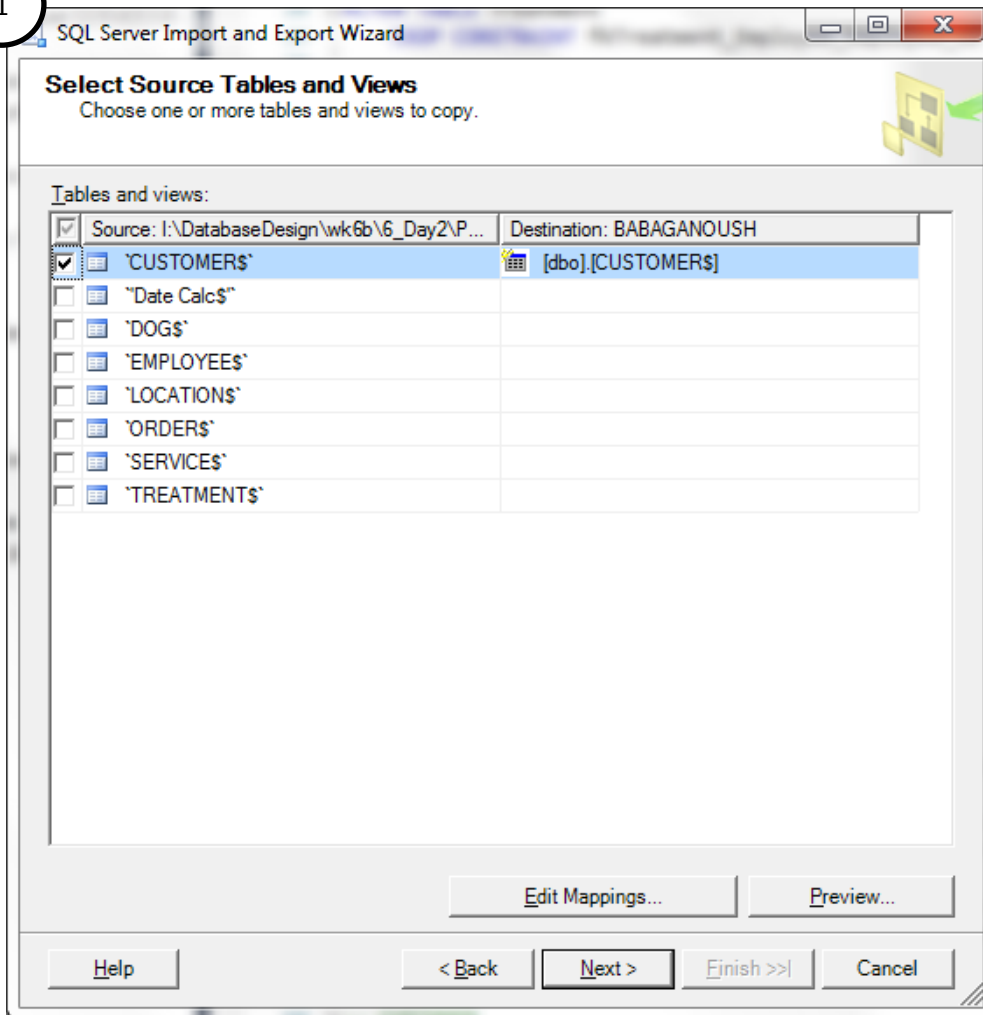 1
SQL Server Import and Export Wizard
Select Source Tables and Views
Choose one or more tables and views to copy.
Tables and views:
Source: I:\DatabaseDesign\wk6b\6_Day2\P... Destination: BABAGANOUSH
`CUSTOMER$` [dbo].[CUSTOMER$]
`'Date Calc$'`
`DOG$`
`EMPLOYEE$`
`LOCATION$`
`ORDER$`
`SERVICE$`
`TREATMENT$`
Edit Mappings... Preview...
Help < Back Next > Finish >>| Cancel